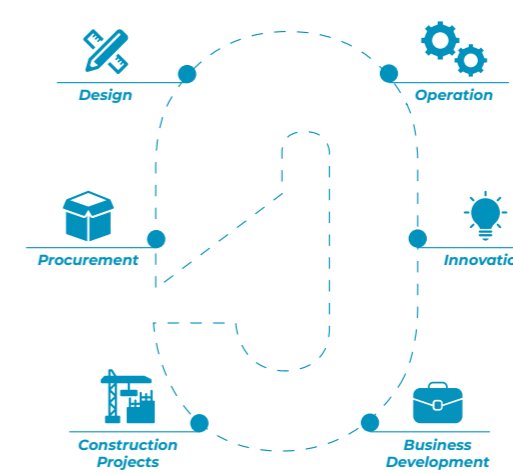 Design
Operation
Procurement
Innovatio
Construction
Projects
Business
Development